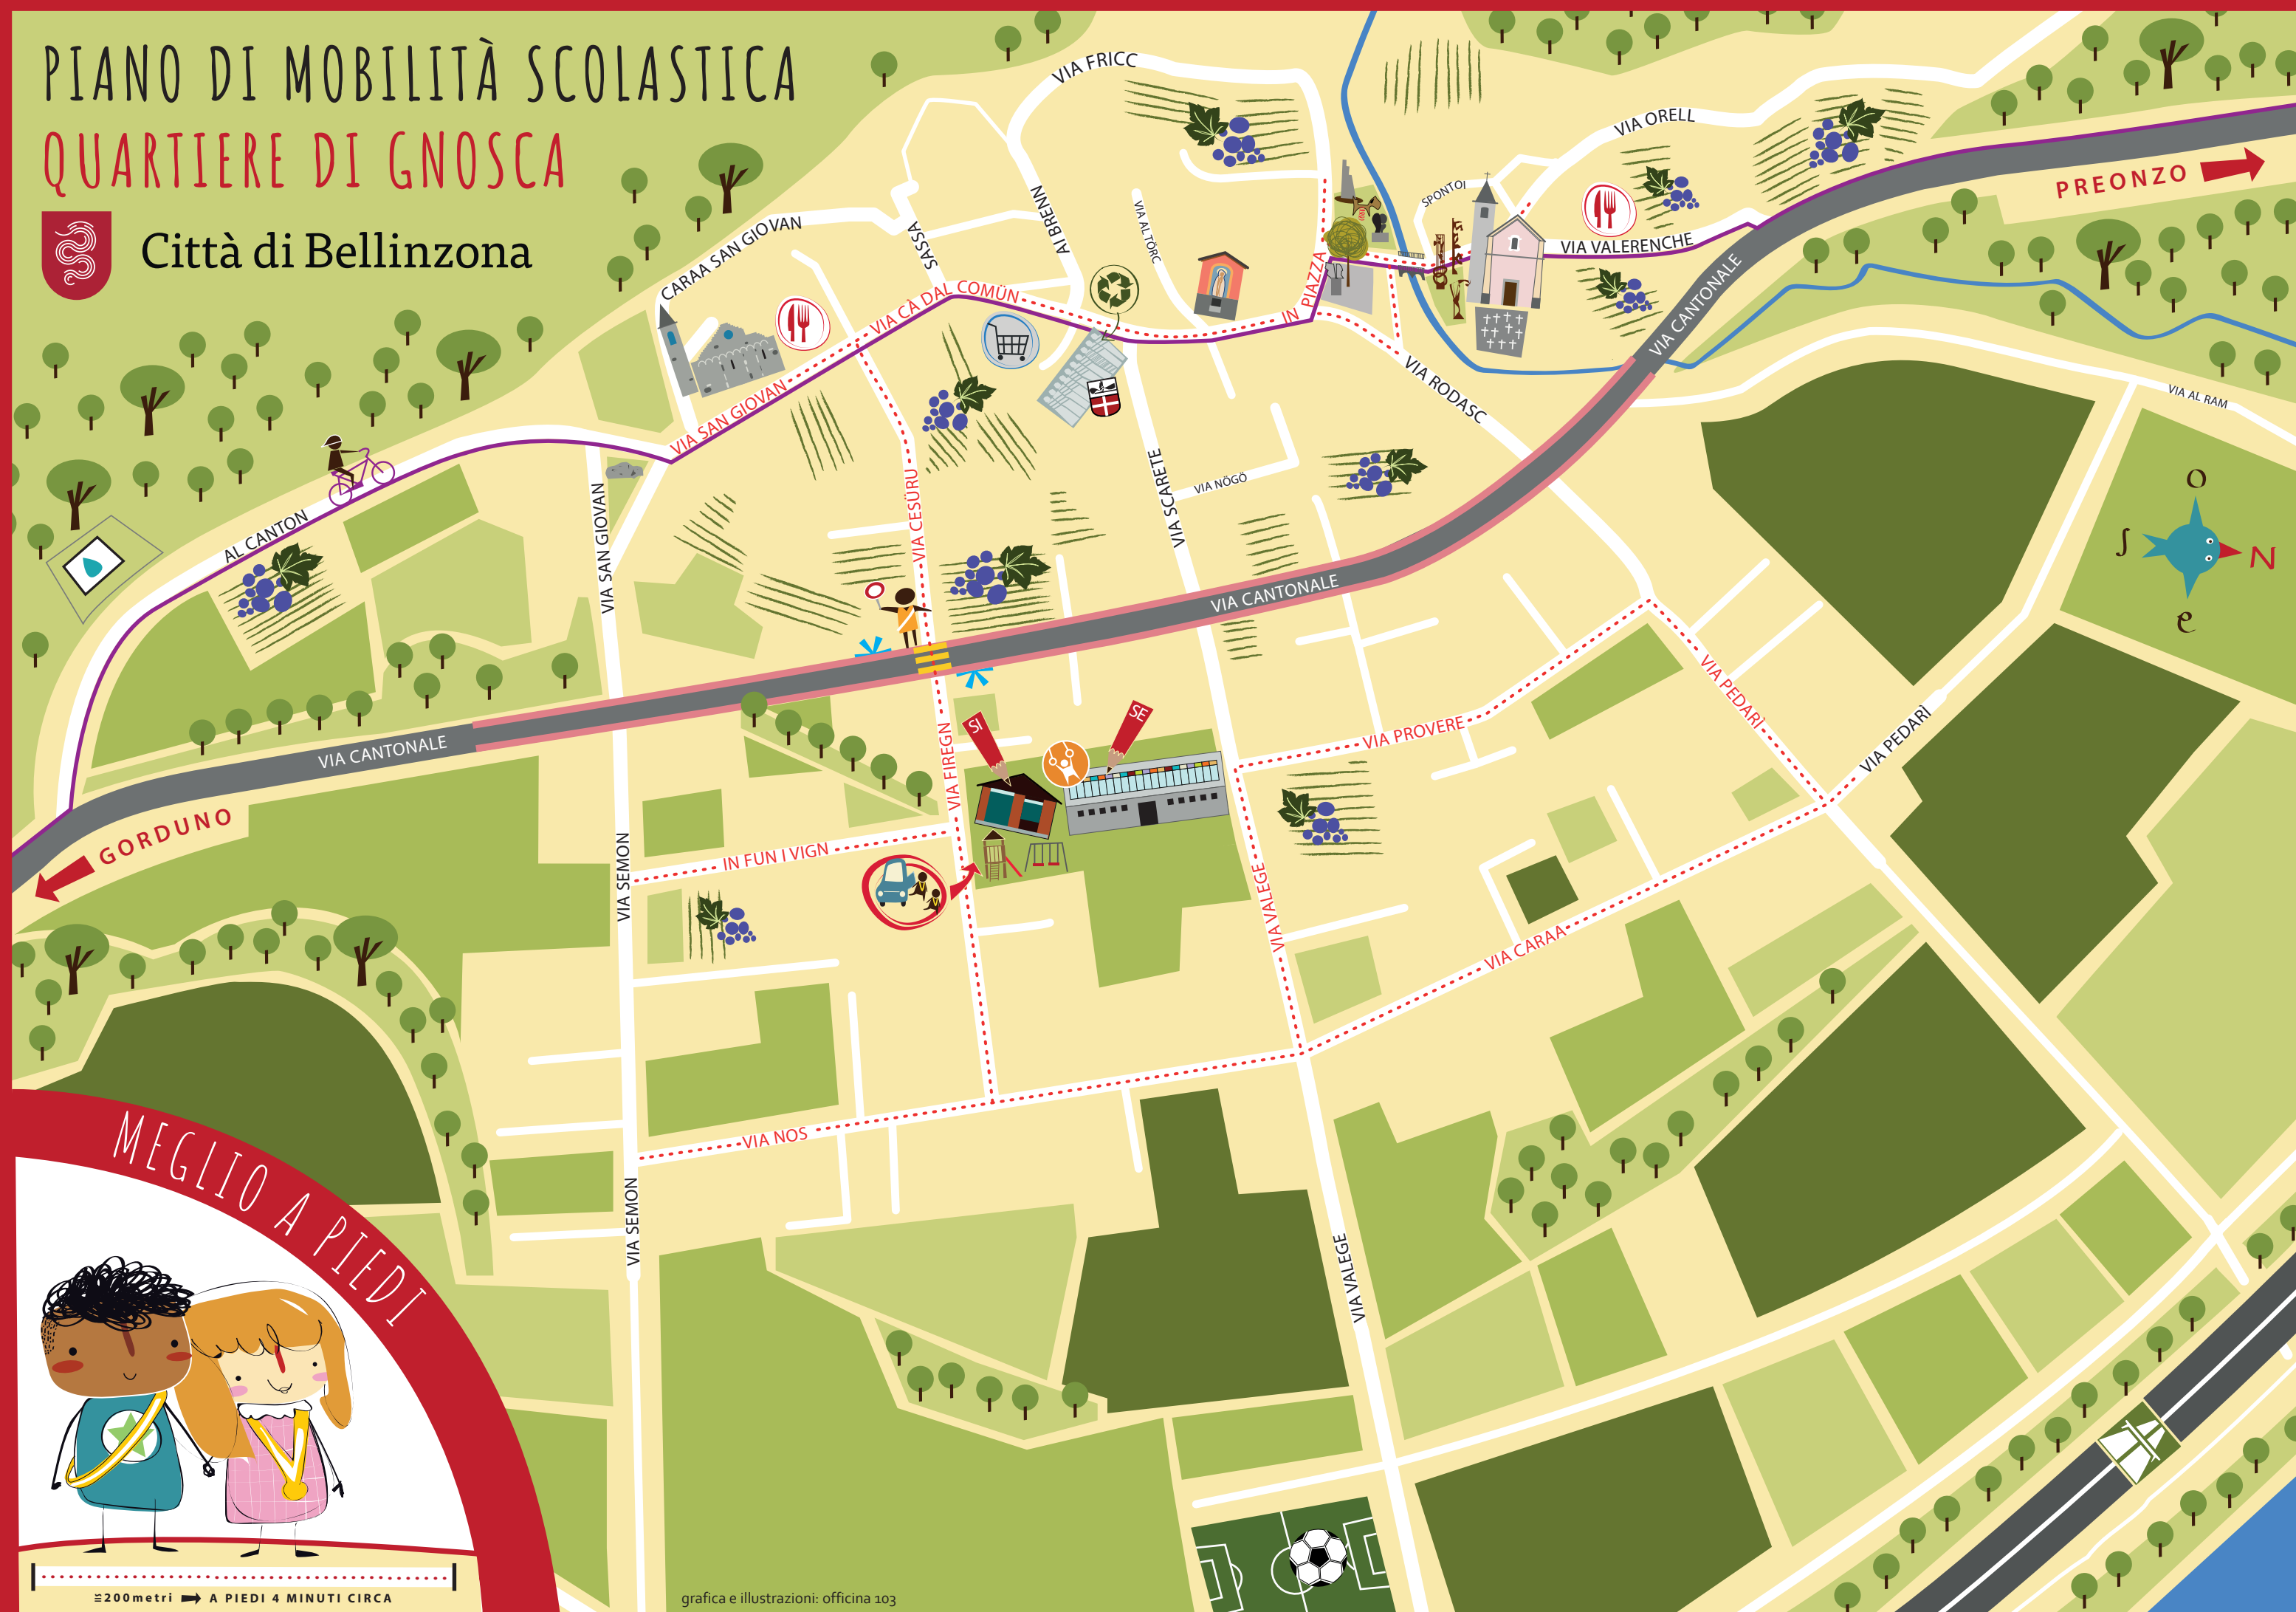 PIANO DI MOBILITÀ SCOLASTICA
QUARTIERE DI GNOSCA
Città di Bellinzona
VIA FRICC
VIA ORELL
PREONZO
SPONTOI
VIA VALERENCHE
CARAA SAN GIOVAN
SASSA
AI BRENN
VIA AL TÖRC
VIA CÀ DAL COMÜN
IN PIAZZA
VIA CANTONALE
VIA SAN GIOVAN
VIA RODASC
VIA AL RAM
AL CANTON
VIA SAN GIOVAN
VIA CESÜRU
VIA SCARETE
VIA NÖGÖ
O
S
N
e
VIA CANTONALE
VIA CANTONALE
GORDUNO
VIA FIREGN
SI
SE
VIA PROVERE
VIA PEDARÌ
VIA PEDARÌ
VIA SEMON
IN FUN I VIGN
VIA VALEGE
VIA CARAA
VIA NOS
VIA SEMON
VIA VALEGE
MEGLIO A PIEDI
200metri A PIEDI 4 MINUTI CIRCA
grafica e illustrazioni: officina 103